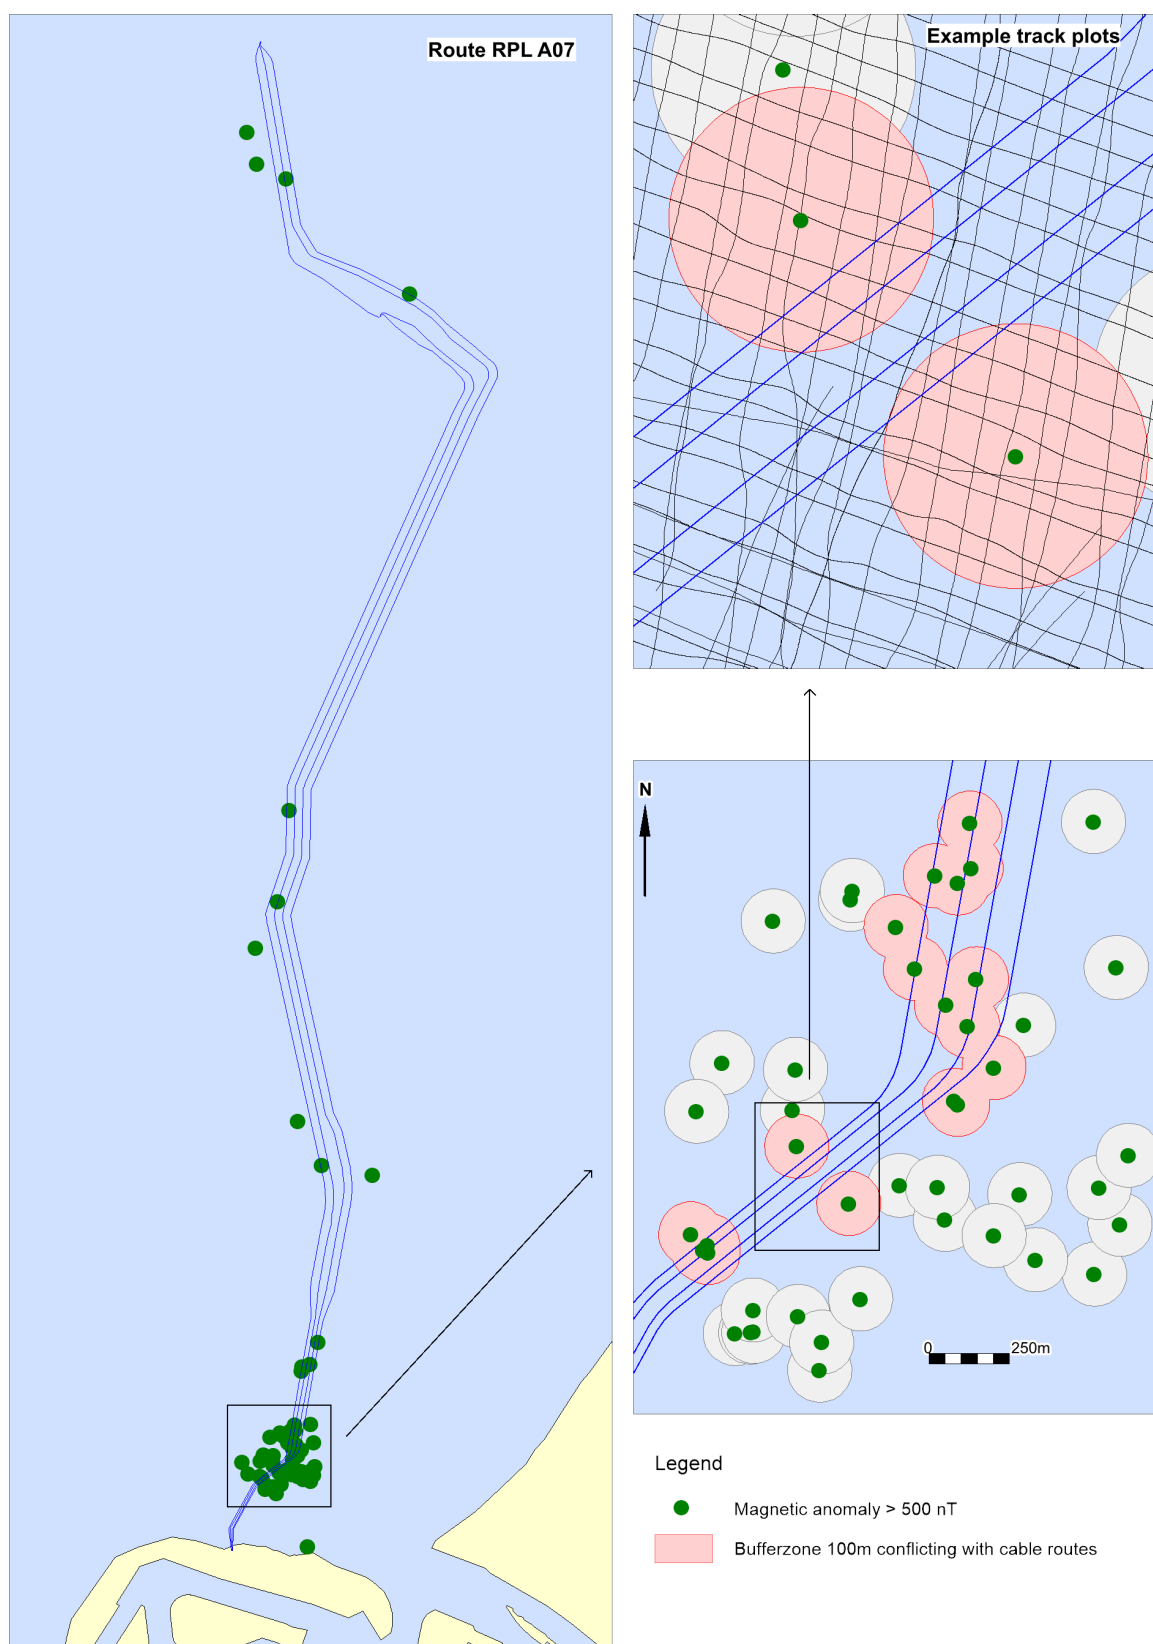 Route RPL A07
Example track plots
N
0 250m
Legend
Magnetic anomaly > 500 nT
Bufferzone 100m conflicting with cable routes